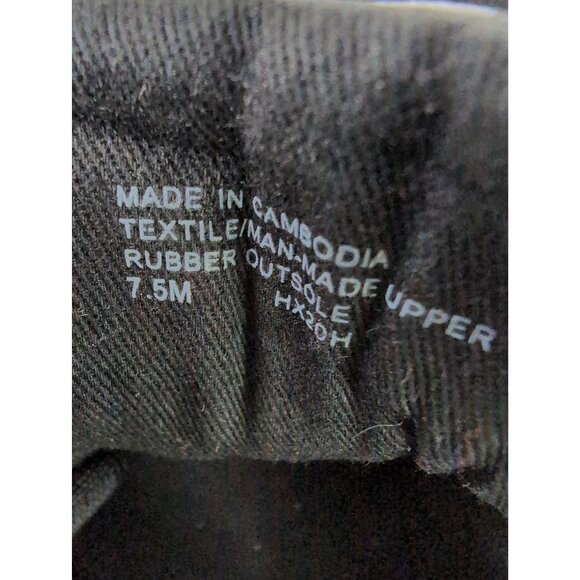 MADE IN CAMBODIA
TEXTILE/MAN-MADE UPPER
RUBBER OUTSOLE
7.5M HX20H